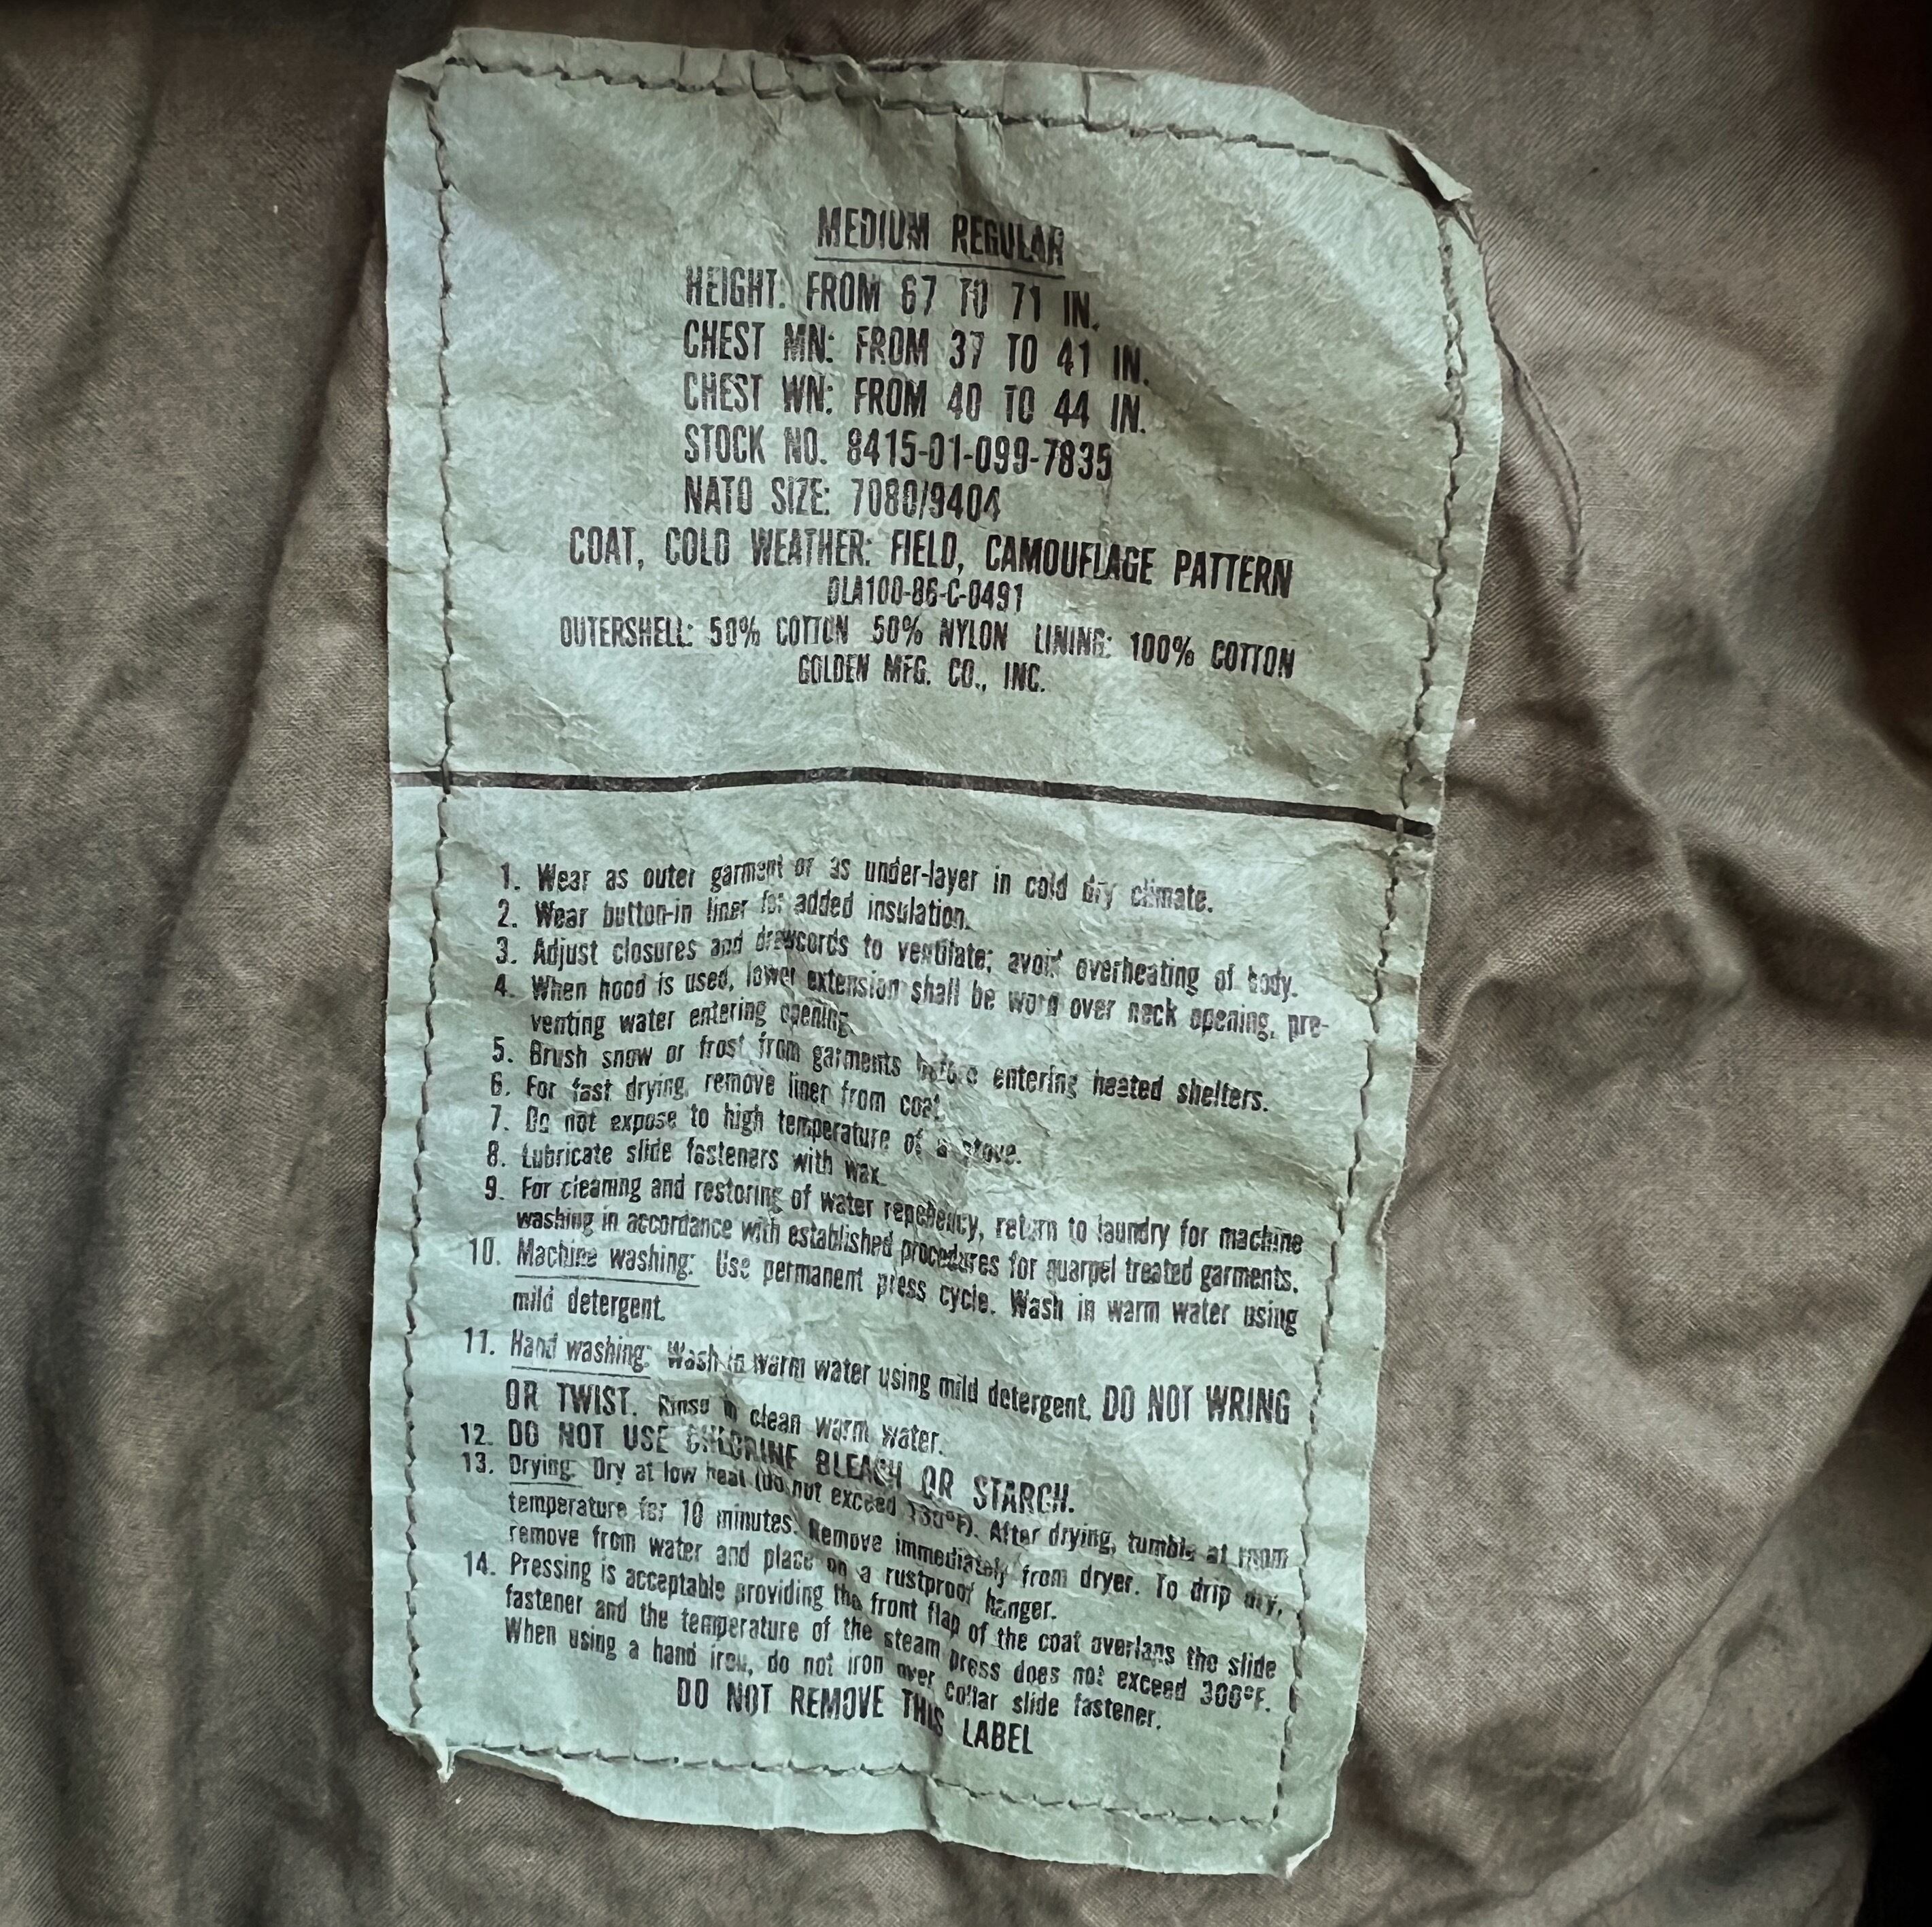 MEDIUM REGULAR
HEIGHT: FROM 67 TO 71 IN.
CHEST MN: FROM 37 TO 41 IN.
CHEST WN: FROM 40 TO 44 IN.
STOCK NO. 8415-01-099-7835
NATO SIZE: 7080/9404
COAT, COLD WEATHER: FIELD, CAMOUFLAGE PATTERN
DLA100-86-C-0491
OUTERSHELL: 50% COTTON 50% NYLON LINING: 100% COTTON
GOLDEN MFG. CO., INC.
1. Wear as outer garment or as under-layer in cold dry climate.
2. Wear button-in liner for added insulation.
3. Adjust closures and drawcords to ventilate; avoid overheating of body.
4. When hood is used, lower extension shall be worn over neck opening, pre-
venting water entering opening.
5. Brush snow or frost from garments before entering heated shelters.
6. For fast drying, remove liner from coat.
7. Do not expose to high temperature of a stove.
8. Lubricate slide fasteners with wax.
9. For cleaning and restoring of water repellency, return to laundry for machine
washing in accordance with established procedures for quarpel treated garments.
10. Machine washing: Use permanent press cycle. Wash in warm water using
mild detergent.
11. Hand washing: Wash in warm water using mild detergent. DO NOT WRING
OR TWIST. Rinse in clean warm water.
12. DO NOT USE CHLORINE BLEACH OR STARCH.
13. Drying: Dry at low heat (do not exceed 130°F). After drying, tumble at room
temperature for 10 minutes. Remove immediately from dryer. To drip dry,
remove from water and place on a rustproof hanger.
14. Pressing is acceptable providing the front flap of the coat overlaps the slide
fastener and the temperature of the steam press does not exceed 300°F.
When using a hand iron, do not iron over collar slide fastener.
DO NOT REMOVE THIS LABEL